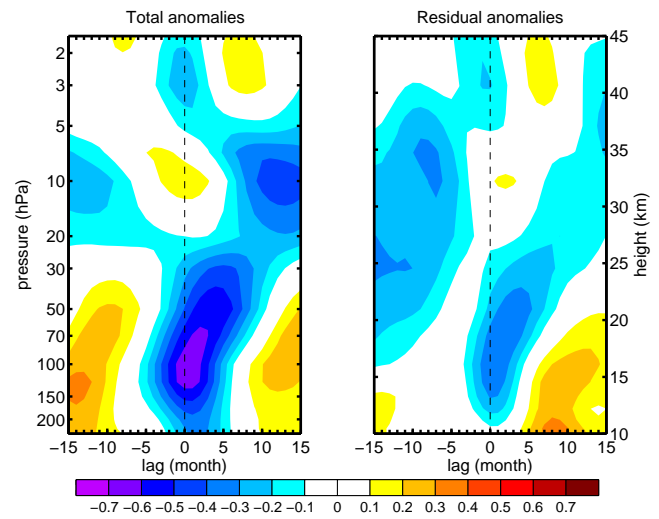 Total anomalies
Residual anomalies
2
3
5
10
20
30
50
70
100
150
200
pressure (hPa)
−15 −10 −5 0 5 10 15
lag (month)
45
40
35
30
25
20
15
10
height (km)
−15 −10 −5 0 5 10 15
lag (month)
−0.7 −0.6 −0.5 −0.4 −0.3 −0.2 −0.1 0 0.1 0.2 0.3 0.4 0.5 0.6 0.7